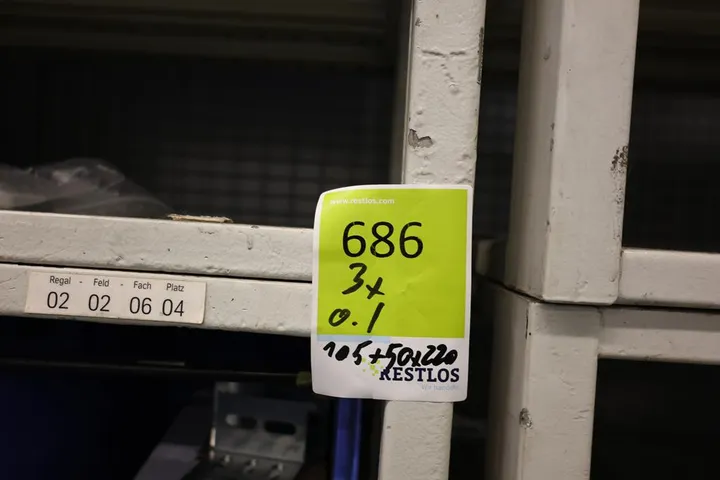 Regal - Feld - Fach Platz
02 02 06 04
www.restlos.com
686
3x
0.1
105+50x220
RESTLOS